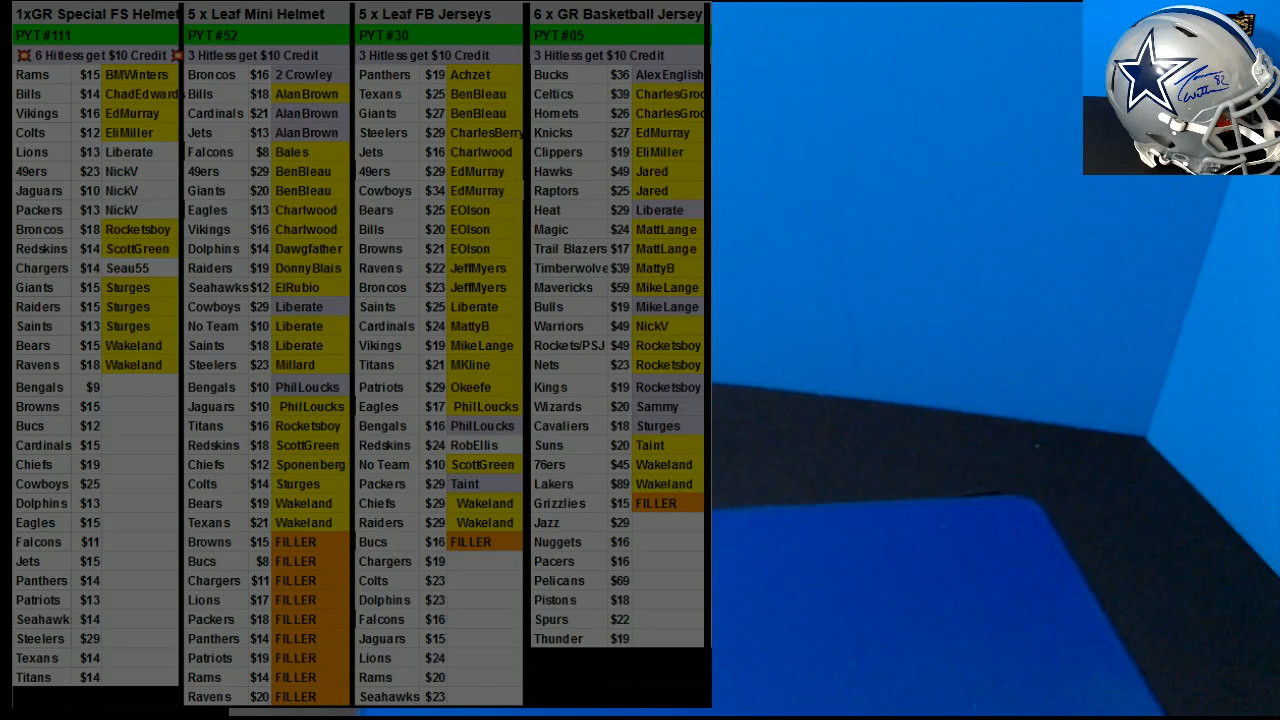 1xGR Special FS Helmet
PYT #111
6 Hitless get $10 Credit
Rams $15 BMWinters
Bills $14 ChadEdward
Vikings $16 EdMurray
Colts $12 EliMiller
Lions $13 Liberate
49ers $23 NickV
Jaguars $10 NickV
Packers $13 NickV
Broncos $18 Rocketsboy
Redskins $14 ScottGreen
Chargers $14 Seau55
Giants $15 Sturges
Raiders $15 Sturges
Saints $13 Sturges
Bears $15 Wakeland
Ravens $18 Wakeland
Bengals $9
Browns $15
Bucs $12
Cardinals $15
Chiefs $19
Cowboys $25
Dolphins $13
Eagles $15
Falcons $11
Jets $15
Panthers $14
Patriots $13
Seahawk $14
Steelers $29
Texans $14
Titans $14
5 x Leaf Mini Helmet
PYT #52
3 Hitless get $10 Credit
Broncos $16 2 Crowley
Bills $18 AlanBrown
Cardinals $21 AlanBrown
Jets $13 AlanBrown
Falcons $8 Bales
49ers $29 BenBleau
Giants $20 BenBleau
Eagles $13 Charlwood
Vikings $16 Charlwood
Dolphins $14 Dawgfather
Raiders $19 DonnyBlais
Seahawks $12 ElRubio
Cowboys $29 Liberate
No Team $10 Liberate
Saints $18 Liberate
Steelers $23 Millard
Bengals $10 PhilLoucks
Jaguars $10 PhilLoucks
Titans $16 Rocketsboy
Redskins $18 ScottGreen
Chiefs $12 Sponenberg
Colts $14 Sturges
Bears $19 Wakeland
Texans $21 Wakeland
Browns $15 FILLER
Bucs $8 FILLER
Chargers $11 FILLER
Lions $17 FILLER
Packers $18 FILLER
Panthers $14 FILLER
Patriots $19 FILLER
Rams $14 FILLER
Ravens $20 FILLER
5 x Leaf FB Jerseys
PYT #30
3 Hitless get $10 Credit
Panthers $19 Achzet
Texans $25 BenBleau
Giants $27 BenBleau
Steelers $29 CharlesBerry
Jets $16 Charlwood
49ers $29 EdMurray
Cowboys $34 EdMurray
Bears $25 EOlson
Bills $20 EOlson
Browns $21 EOlson
Ravens $22 JeffMyers
Broncos $23 JeffMyers
Saints $25 Liberate
Cardinals $24 MattyB
Vikings $19 MikeLange
Titans $21 MKline
Patriots $29 Okeefe
Eagles $17 PhilLoucks
Bengals $16 PhilLoucks
Redskins $24 RobEllis
No Team $10 ScottGreen
Packers $29 Taint
Chiefs $29 Wakeland
Raiders $29 Wakeland
Bucs $16 FILLER
Chargers $19
Colts $23
Dolphins $23
Falcons $16
Jaguars $15
Lions $24
Rams $20
Seahawks $23
6 x GR Basketball Jersey
PYT #05
3 Hitless get $10 Credit
Bucks $36 AlexEnglish
Celtics $39 CharlesGroo
Hornets $26 CharlesGroo
Knicks $27 EdMurray
Clippers $19 EliMiller
Hawks $49 Jared
Raptors $25 Jared
Heat $29 Liberate
Magic $24 MattLange
Trail Blazers $17 MattLange
Timberwolve $39 MattyB
Mavericks $59 MikeLange
Bulls $19 MikeLange
Warriors $49 NickV
Rockets/PSJ $49 Rocketsboy
Nets $23 Rocketsboy
Kings $19 Rocketsboy
Wizards $20 Sammy
Cavaliers $18 Sturges
Suns $20 Taint
76ers $45 Wakeland
Lakers $89 Wakeland
Grizzlies $15 FILLER
Jazz $29
Nuggets $16
Pacers $16
Pelicans $69
Pistons $18
Spurs $22
Thunder $19